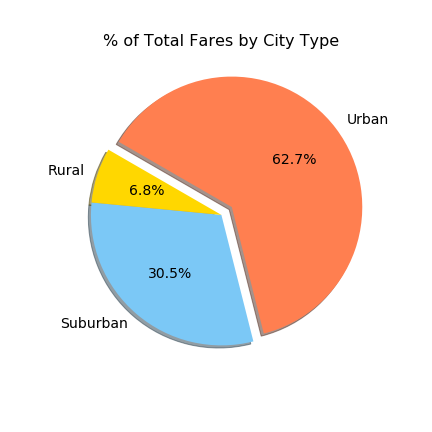 % of Total Fares by City Type
Urban
62.7%
Rural
6.8%
30.5%
Suburban